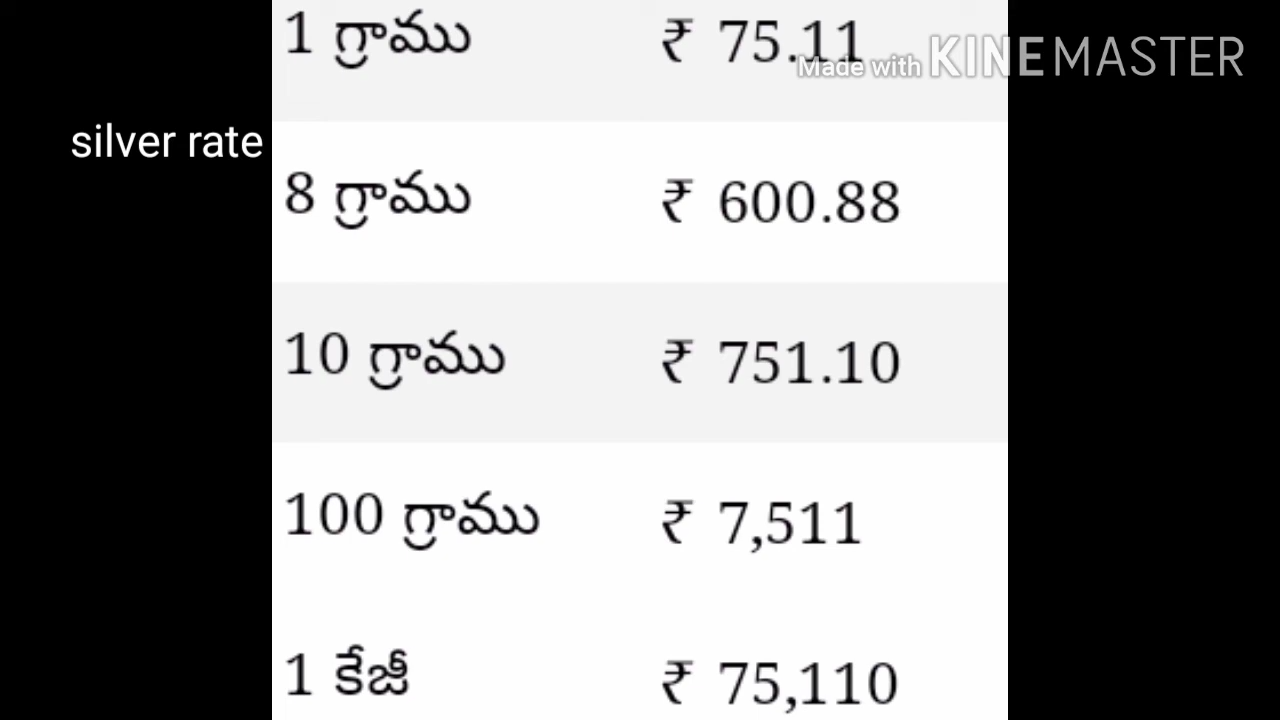 1 గ్రాము ₹ 75.11
Made with KINEMASTER
silver rate
8 గ్రాము ₹ 600.88
10 గ్రాము ₹ 751.10
100 గ్రాము ₹ 7,511
1 కేజీ ₹ 75,110